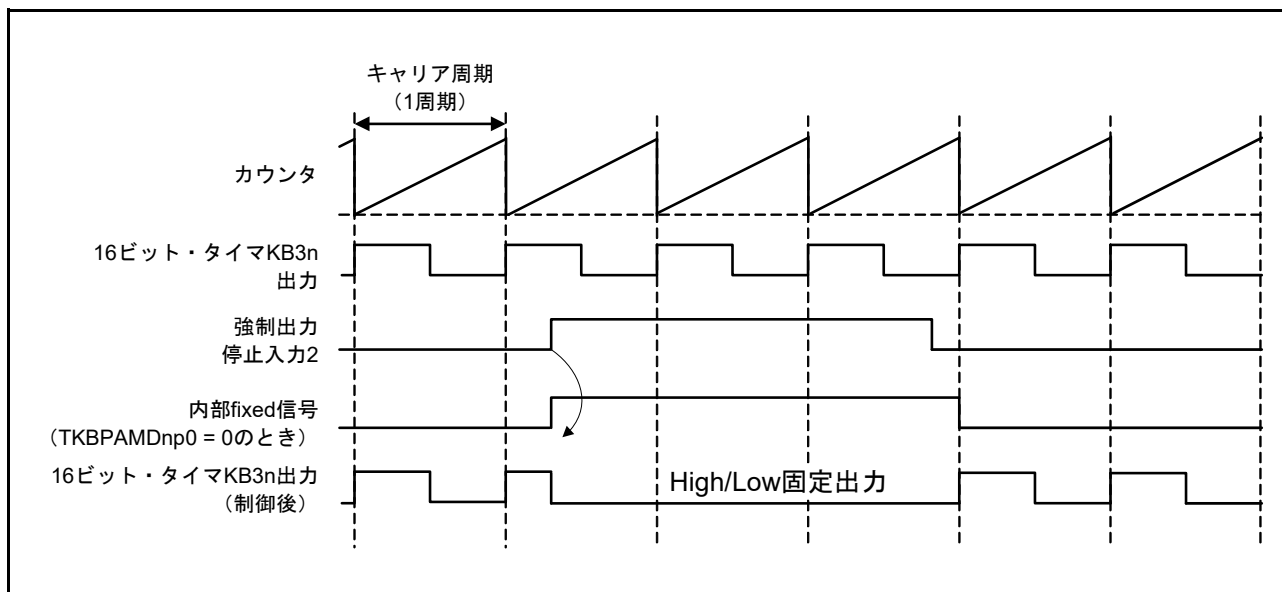 キャリア周期
（1周期）
カウンタ
16ビット・タイマKB3n
出力
強制出力
停止入力2
内部fixed信号
（TKBPAMDnp0 = 0のとき）
16ビット・タイマKB3n出力
（制御後）
High/Low固定出力